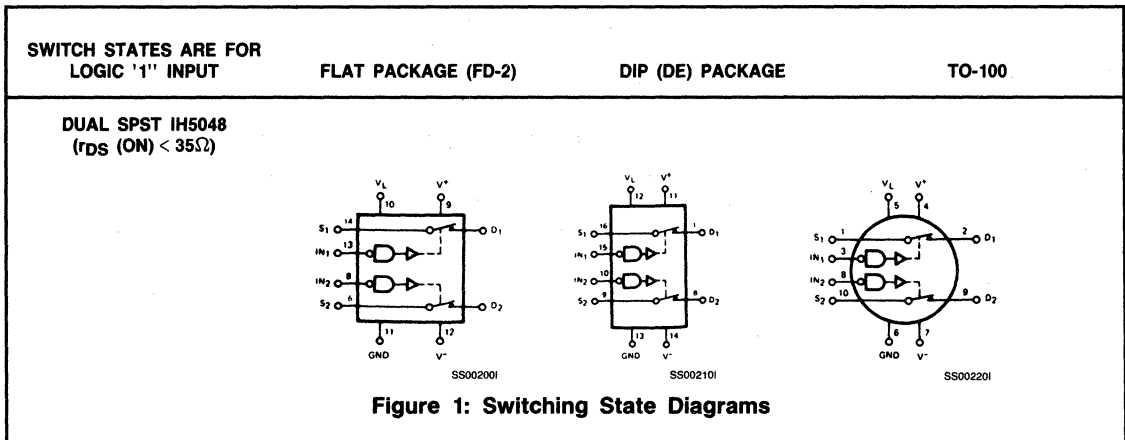 SWITCH STATES ARE FOR
LOGIC '1" INPUT
FLAT PACKAGE (FD-2)
DIP (DE) PACKAGE
TO-100
DUAL SPST IH5048
(rDS (ON) < 35Ω)
VL V+
10 9
S1 14 D1
IN1 13
IN2 8
S2 6 D2
11 12
GND V-
SS00200I
VL V+
12 11
S1 16 1 D1
IN1 15
IN2 10
S2 9 8 D2
13 14
GND V-
SS00210I
VL V+
5 4
S1 1 2 D1
IN1 3
IN2 8
S2 10 9 D2
6 7
GND V-
SS00220I
Figure 1: Switching State Diagrams